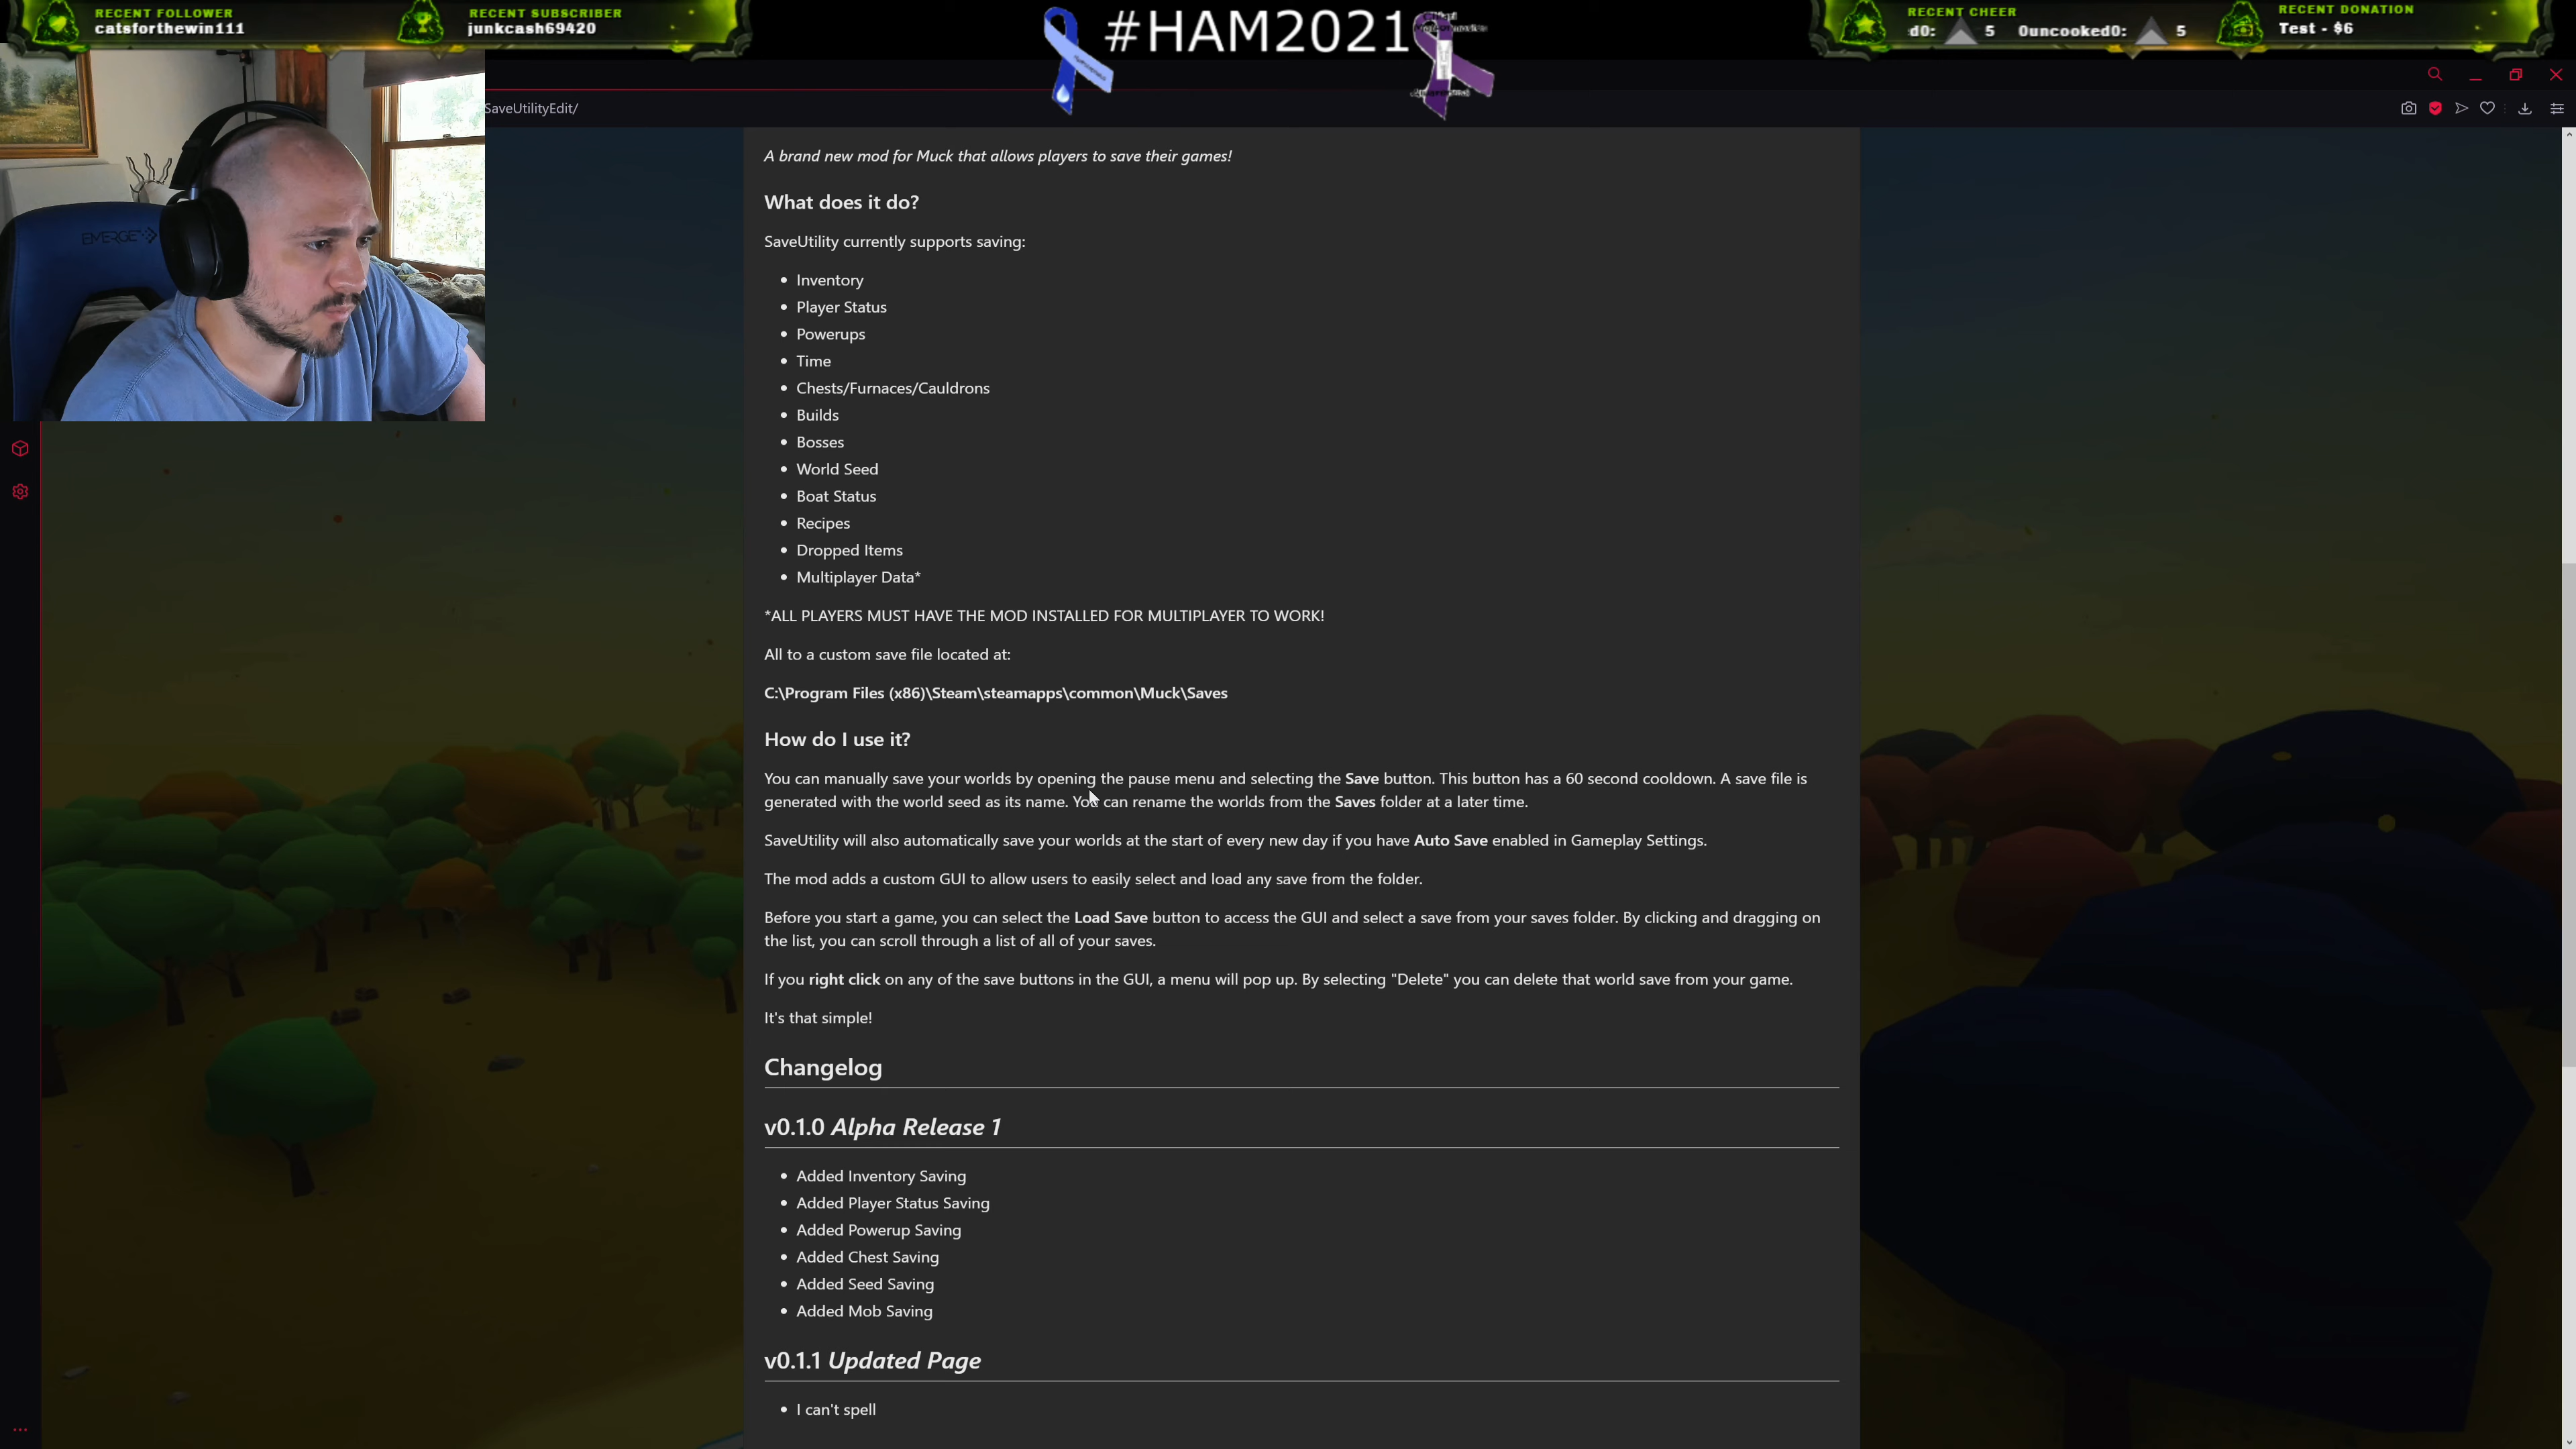 RECENT FOLLOWER
catsforthewin111
RECENT SUBSCRIBER
junkcash69420
#HAM2021
RECENT CHEER
d0: 5 0uncooked0: 5
RECENT DONATION
Test - $6
SaveUtilityEdit/
EMERGE
A brand new mod for Muck that allows players to save their games!
What does it do?
SaveUtility currently supports saving:
• Inventory
• Player Status
• Powerups
• Time
• Chests/Furnaces/Cauldrons
• Builds
• Bosses
• World Seed
• Boat Status
• Recipes
• Dropped Items
• Multiplayer Data*
*ALL PLAYERS MUST HAVE THE MOD INSTALLED FOR MULTIPLAYER TO WORK!
All to a custom save file located at:
C:\Program Files (x86)\Steam\steamapps\common\Muck\Saves
How do I use it?
You can manually save your worlds by opening the pause menu and selecting the Save button. This button has a 60 second cooldown. A save file is
generated with the world seed as its name. You can rename the worlds from the Saves folder at a later time.
SaveUtility will also automatically save your worlds at the start of every new day if you have Auto Save enabled in Gameplay Settings.
The mod adds a custom GUI to allow users to easily select and load any save from the folder.
Before you start a game, you can select the Load Save button to access the GUI and select a save from your saves folder. By clicking and dragging on
the list, you can scroll through a list of all of your saves.
If you right click on any of the save buttons in the GUI, a menu will pop up. By selecting "Delete" you can delete that world save from your game.
It's that simple!
Changelog
v0.1.0 Alpha Release 1
• Added Inventory Saving
• Added Player Status Saving
• Added Powerup Saving
• Added Chest Saving
• Added Seed Saving
• Added Mob Saving
v0.1.1 Updated Page
• I can't spell